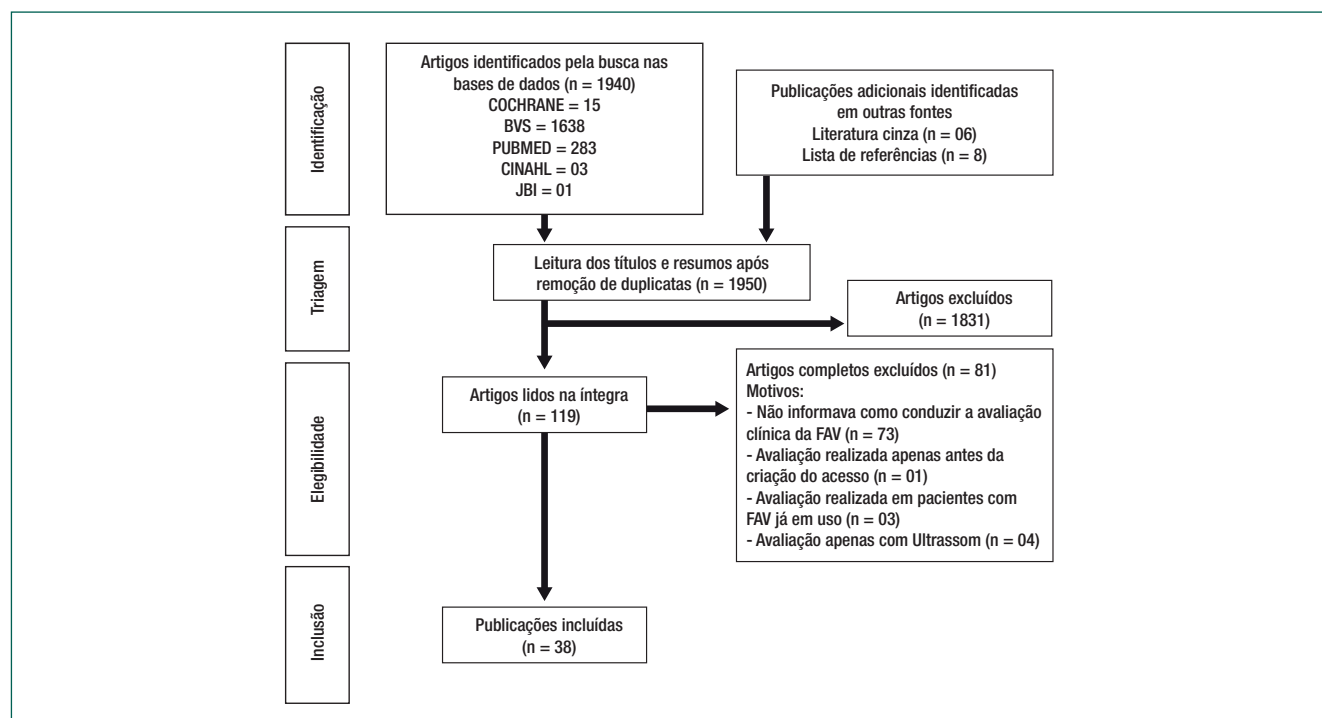 Identificação
Artigos identificados pela busca nas
bases de dados (n = 1940)
COCHRANE = 15
BVS = 1638
PUBMED = 283
CINAHL = 03
JBI = 01
Publicações adicionais identificadas
em outras fontes
Literatura cinza (n = 06)
Lista de referências (n = 8)
Triagem
Leitura dos títulos e resumos após
remoção de duplicatas (n = 1950)
Artigos excluídos
(n = 1831)
Elegibilidade
Artigos lidos na íntegra
(n = 119)
Artigos completos excluídos (n = 81)
Motivos:
- Não informava como conduzir a avaliação
clínica da FAV (n = 73)
- Avaliação realizada apenas antes da
criação do acesso (n = 01)
- Avaliação realizada em pacientes com
FAV já em uso (n = 03)
- Avaliação apenas com Ultrassom (n = 04)
Inclusão
Publicações incluídas
(n = 38)